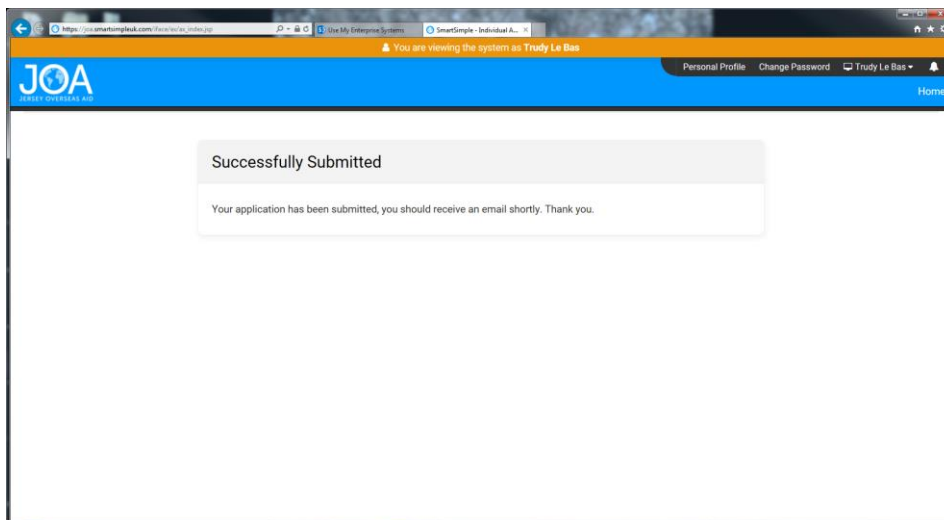 https://joa.smartsimpleuk.com/iface/ex/ax_index.jsp
Use My Enterprise Systems
SmartSimple - Individual A...
You are viewing the system as Trudy Le Bas
JOA
JERSEY OVERSEAS AID
Personal Profile Change Password Trudy Le Bas
Home
Successfully Submitted
Your application has been submitted, you should receive an email shortly. Thank you.